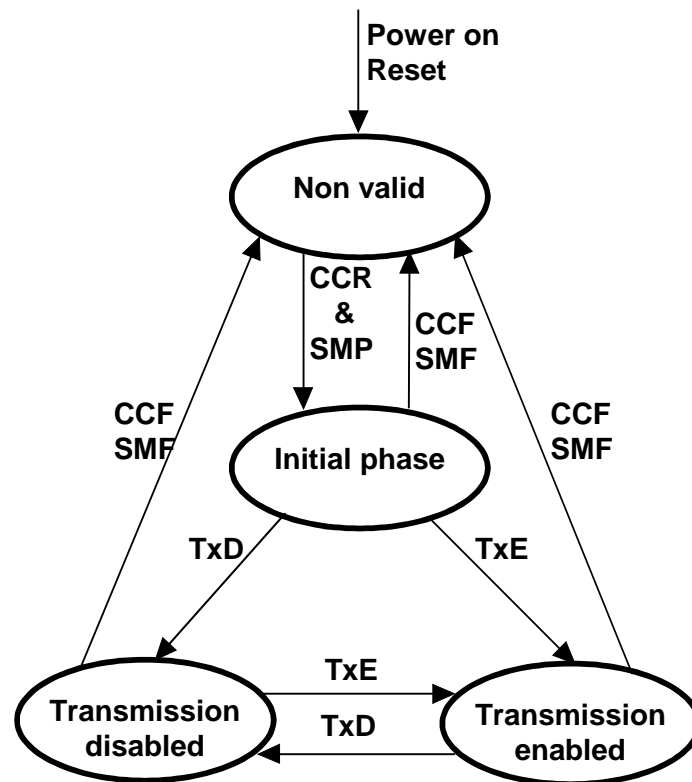 Power on
Reset
Non valid
CCR
&
SMP
CCF
SMF
CCF
SMF
CCF
SMF
Initial phase
TxD
TxE
TxE
Transmission
disabled
TxD
Transmission
enabled